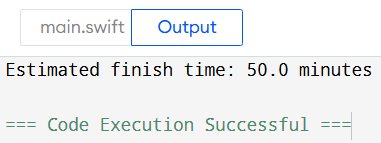 main.swift Output
Estimated finish time: 50.0 minutes
=== Code Execution Successful ===